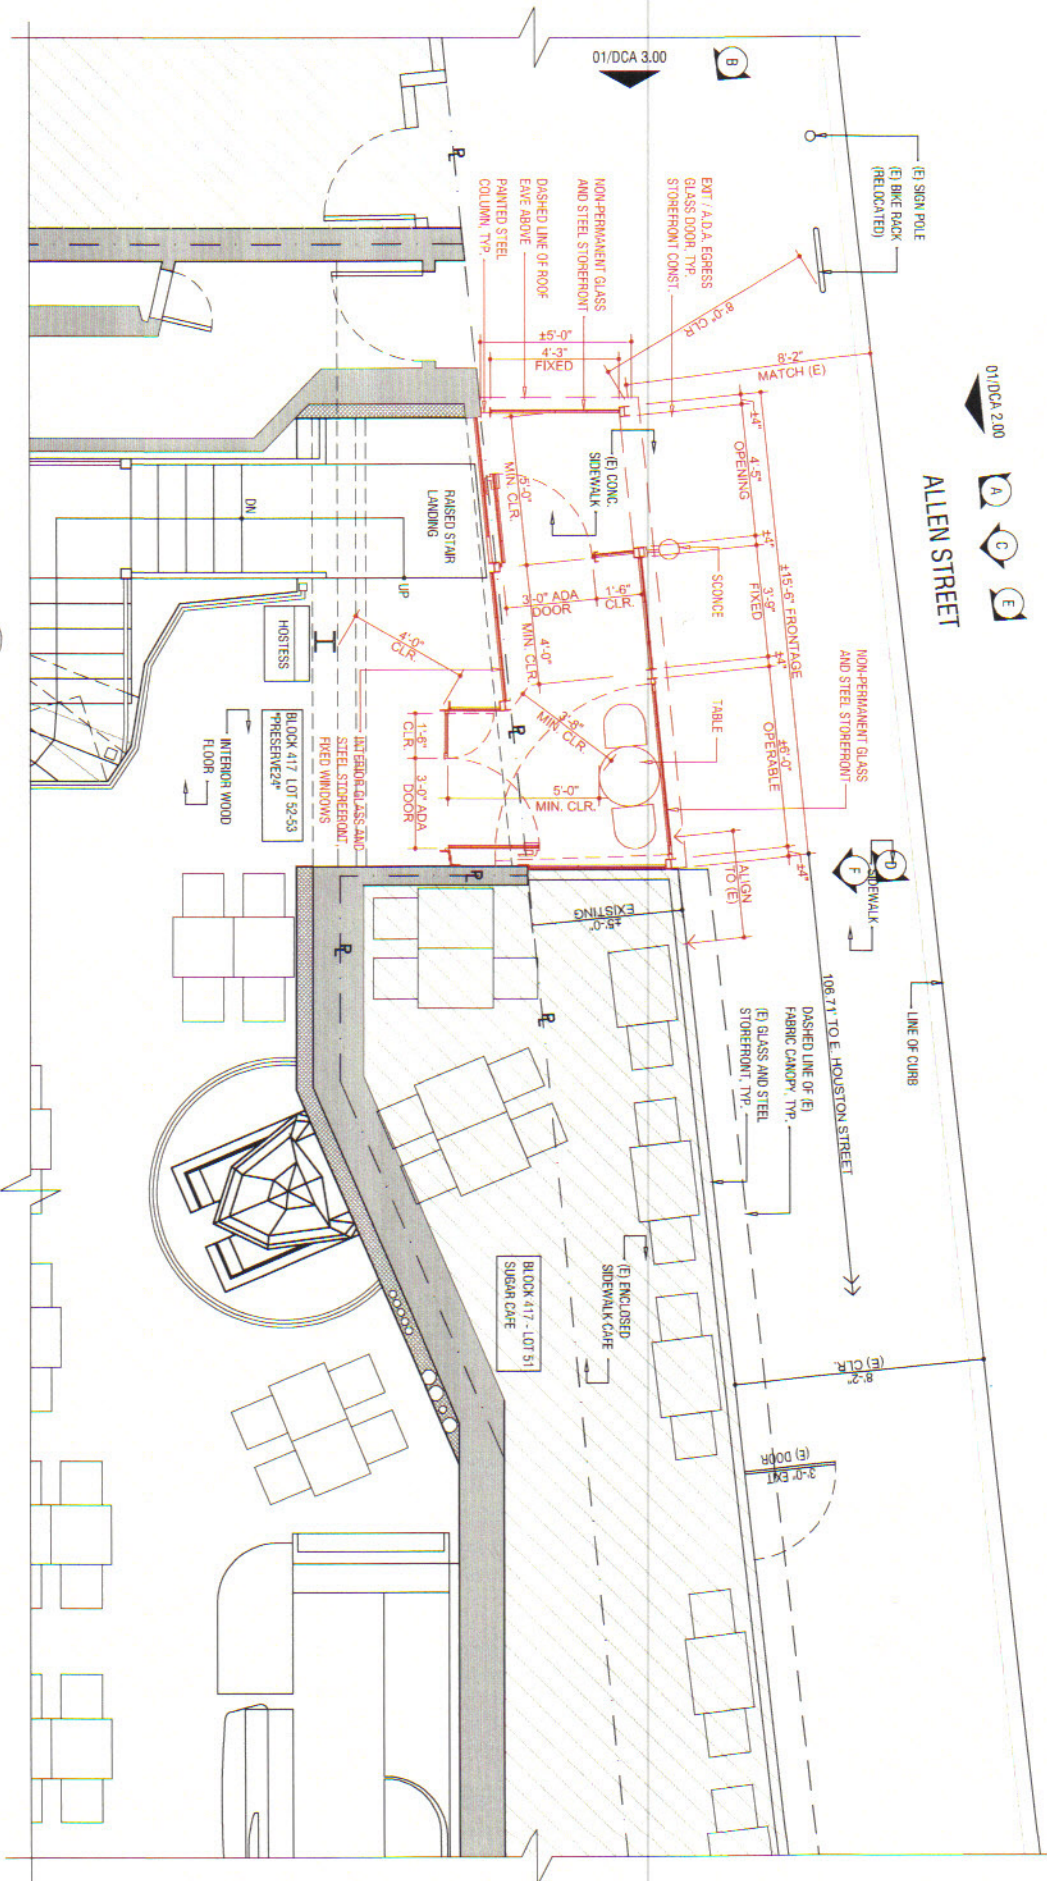 01/DCA 3.00
B
(E) SIGN POLE
(E) BIKE RACK
(RELOCATED)
01/DCA 2.00
A
C
E
ALLEN STREET
EXIT / A.D.A. EGRESS
GLASS DOOR, TYP.
STOREFRONT CONST.
NON-PERMANENT GLASS
AND STEEL STOREFRONT
DASHED LINE OF ROOF
EAVE ABOVE
PAINTED STEEL
COLUMN, TYP.
8'-0" CLR.
8'-2"
MATCH (E)
±5'-0"
4'-3"
FIXED
±4"
4'-5"
OPENING
±4"
±15'-6" FRONTAGE
3'-9"
FIXED
±4"
±6'-0"
OPERABLE
±4"
(E) CONC.
SIDEWALK
5'-0"
MIN. CLR.
SCONCE
3'-0" ADA
DOOR
1'-6"
CLR.
4'-0"
MIN. CLR.
NON-PERMANENT GLASS
AND STEEL STOREFRONT
TABLE
3'-8"
MIN. CLR.
5'-0"
MIN. CLR.
4'-0"
CLR.
1'-6"
CLR.
3'-0" ADA
DOOR
ALIGN
TO (E)
D
F
SIDEWALK
LINE OF CURB
106.71' TO E. HOUSTON STREET
RAISED STAIR
LANDING
DN
UP
HOSTESS
BLOCK 417 LOT 52-53
"PRESERVE24"
INTERIOR WOOD
FLOOR
INTERIOR GLASS AND
STEEL STOREFRONT
FIXED WINDOWS
PL
PL
PL
PL
PL
±5'-0"
EXISTING
DASHED LINE OF (E)
FABRIC CANOPY, TYP.
(E) GLASS AND STEEL
STOREFRONT, TYP.
(E) ENCLOSED
SIDEWALK CAFE
BLOCK 417 - LOT 51
SUGAR CAFE
8'-2"
(E) CLR.
3'-0" EXIT
(E) DOOR